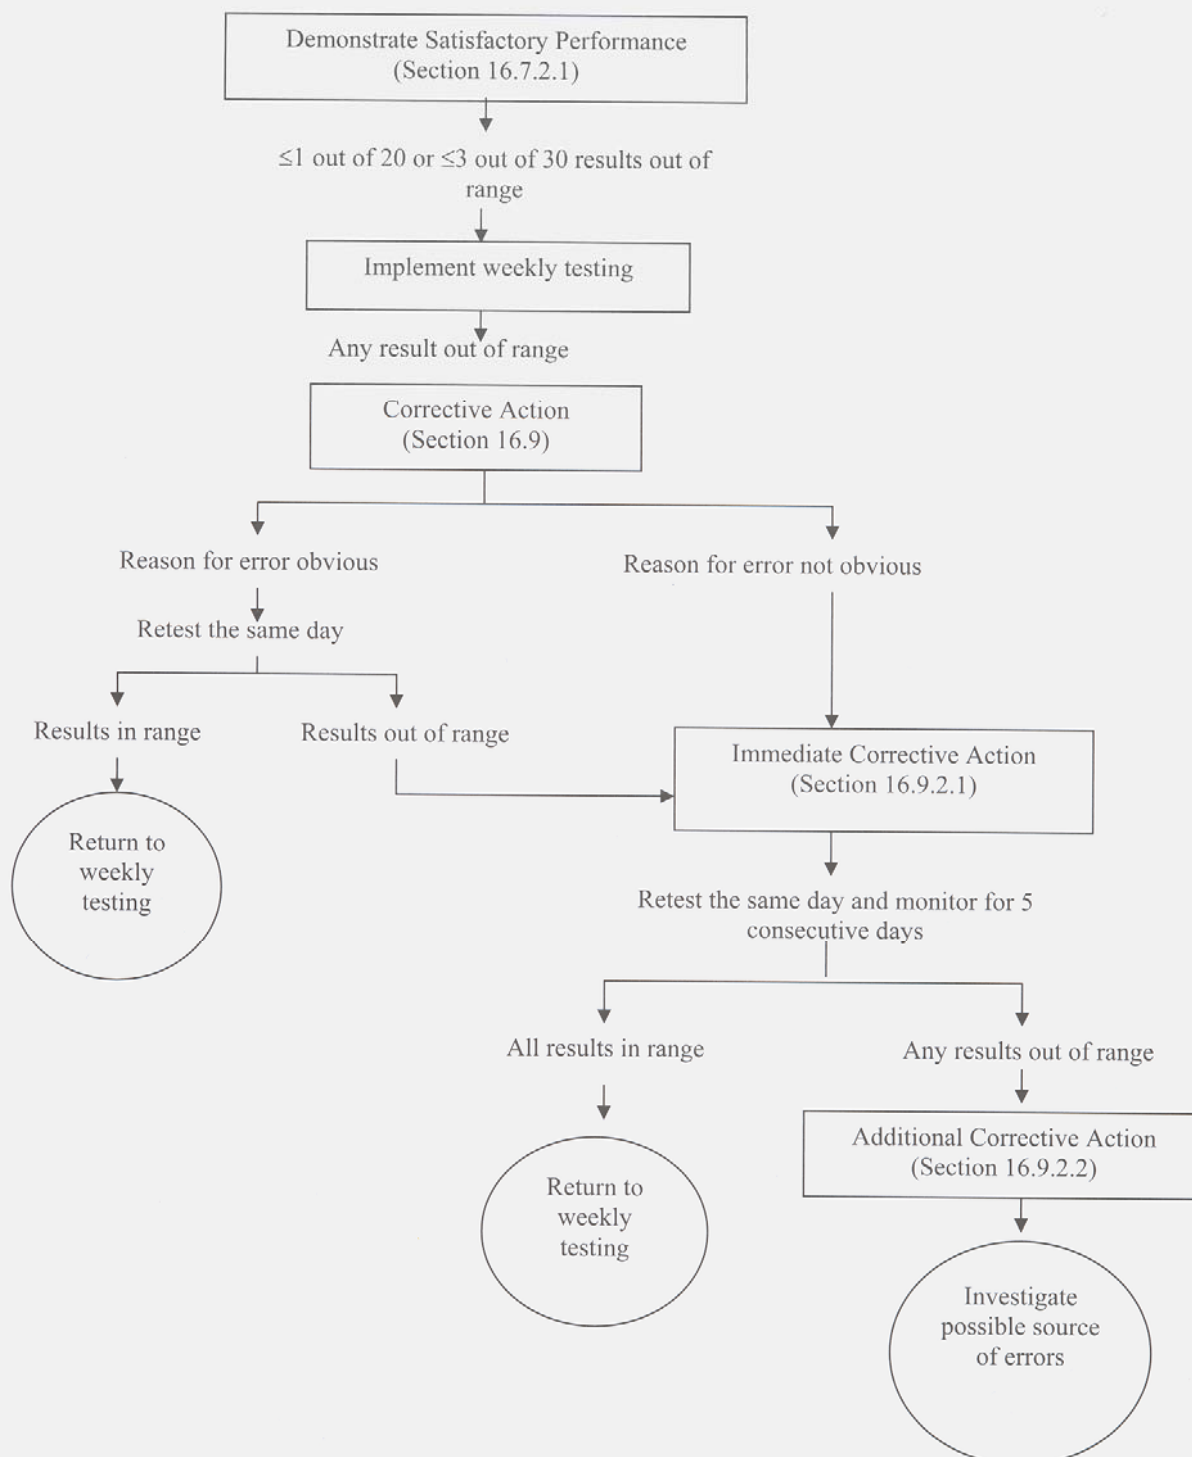 Demonstrate Satisfactory Performance
(Section 16.7.2.1)
≤1 out of 20 or ≤3 out of 30 results out of
range
Implement weekly testing
Any result out of range
Corrective Action
(Section 16.9)
Reason for error obvious
Reason for error not obvious
Retest the same day
Results in range
Results out of range
Immediate Corrective Action
(Section 16.9.2.1)
Return to
weekly
testing
Retest the same day and monitor for 5
consecutive days
All results in range
Any results out of range
Additional Corrective Action
(Section 16.9.2.2)
Return to
weekly
testing
Investigate
possible source
of errors